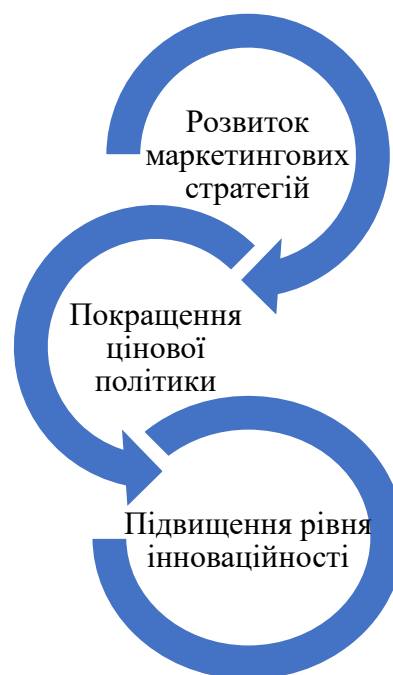 Розвиток
маркетингових
стратегій
Покращення
цінової
політики
Підвищення рівня
інноваційності